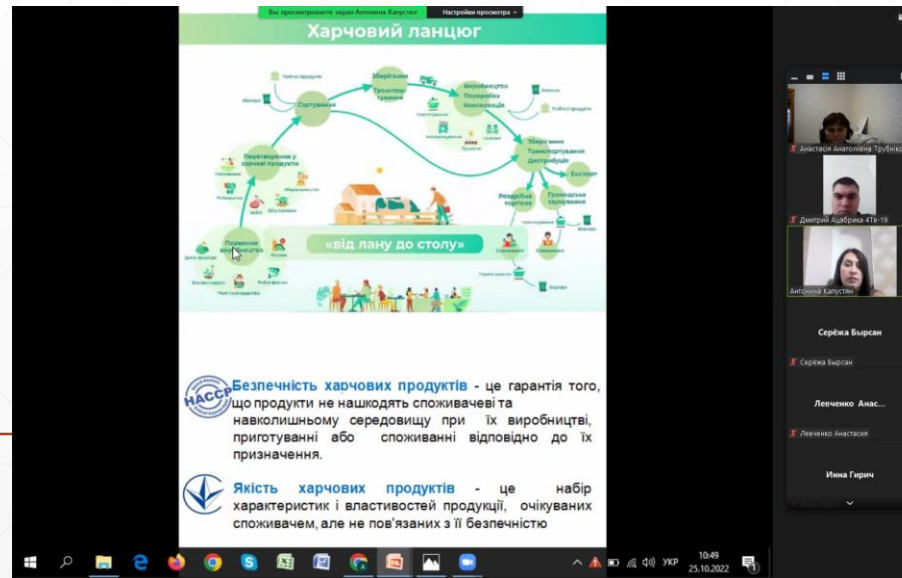 Вы просматриваете экран Антонина Капустян
Настройки просмотра
Харчовий ланцюг
Зберігання
Транспор-
тування
Сортування
Виробництво
Переробка
Консервація
Перетворення у
харчові продукти
Транспортування
Дистрибуція
Експорт
Роздрібна
торгівля
Громадське
харчування
«від лану до столу»
Первинне
виробництво
HACCP
Безпечність харчових продуктів - це гарантія того,
що продукти не нашкодять споживачеві та
навколишньому середовищу при їх виробництві,
приготуванні або споживанні відповідно до їх
призначення.
Якість харчових продуктів - це набір
характеристик і властивостей продукції, очікуваних
споживачем, але не пов'язаних з її безпечністю
Анастасія Анатоліївна Трубніко
Дмитрий Ацабрика 4Тв-19
Антонина Капустян
Серёжа Бырсан
Серёжа Бырсан
Левченко Анас...
Левченко Анастасия
Инна Гирич
УКР
10:49
25.10.2022